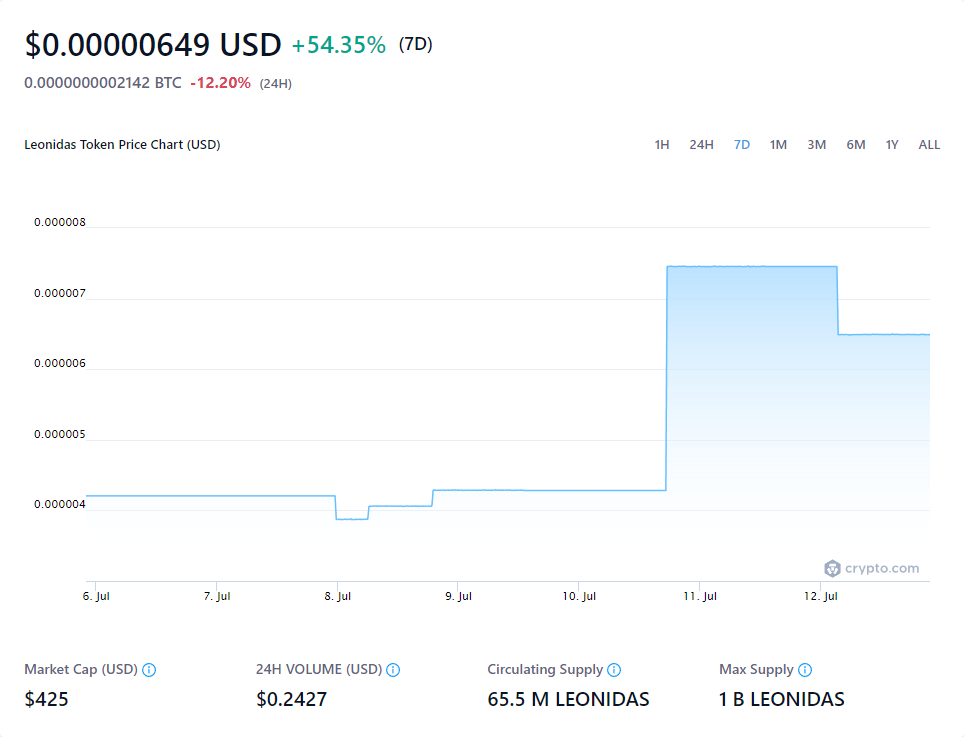 $0.00000649 USD +54.35% (7D)
0.0000000002142 BTC -12.20% (24H)
Leonidas Token Price Chart (USD) 1H 24H 7D 1M 3M 6M 1Y ALL
0.000008
0.000007
0.000006
0.000005
0.000004
crypto.com
6. Jul 7. Jul 8. Jul 9. Jul 10. Jul 11. Jul 12. Jul
Market Cap (USD) 24H VOLUME (USD) Circulating Supply Max Supply
$425 $0.2427 65.5 M LEONIDAS 1 B LEONIDAS